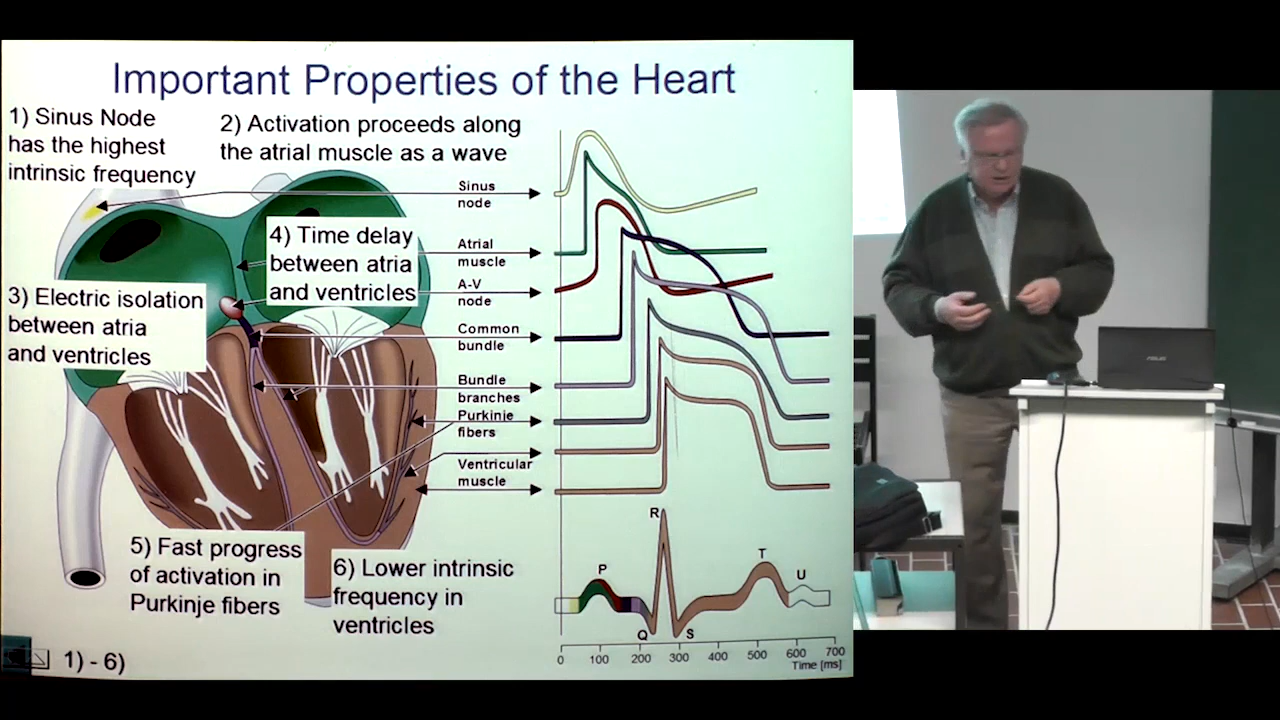 Important Properties of the Heart
1) Sinus Node
has the highest
intrinsic frequency
2) Activation proceeds along
the atrial muscle as a wave
3) Electric isolation
between atria
and ventricles
4) Time delay
between atria
and ventricles
Sinus
node
Atrial
muscle
A-V
node
Common
bundle
Bundle
branches
Purkinje
fibers
Ventricular
muscle
5) Fast progress
of activation in
Purkinje fibers
6) Lower intrinsic
frequency in
ventricles
1) - 6)
R
P
T
U
Q
S
0 100 200 300 400 500 600 700
Time [ms]
ASUS